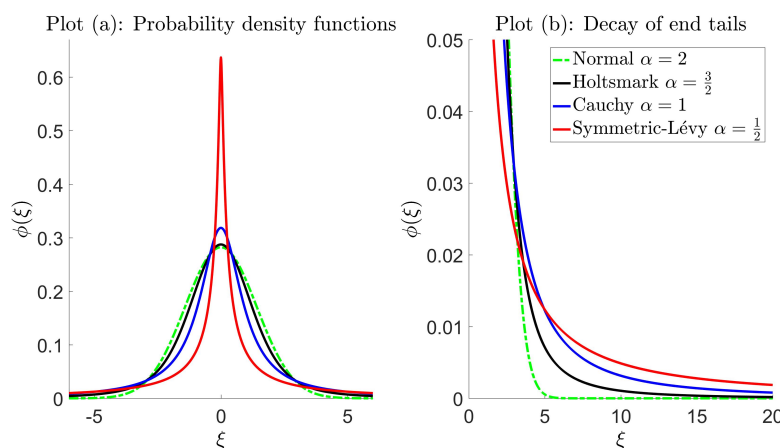 Plot (a): Probability density functions
0.6
0.5
0.4
0.3
0.2
0.1
0
ϕ(ξ)
-5
0
5
ξ
Plot (b): Decay of end tails
0.05
0.04
0.03
0.02
0.01
0
ϕ(ξ)
0
5
10
15
20
ξ
Normal α = 2
Holtsmark α = 3/2
Cauchy α = 1
Symmetric-Lévy α = 1/2